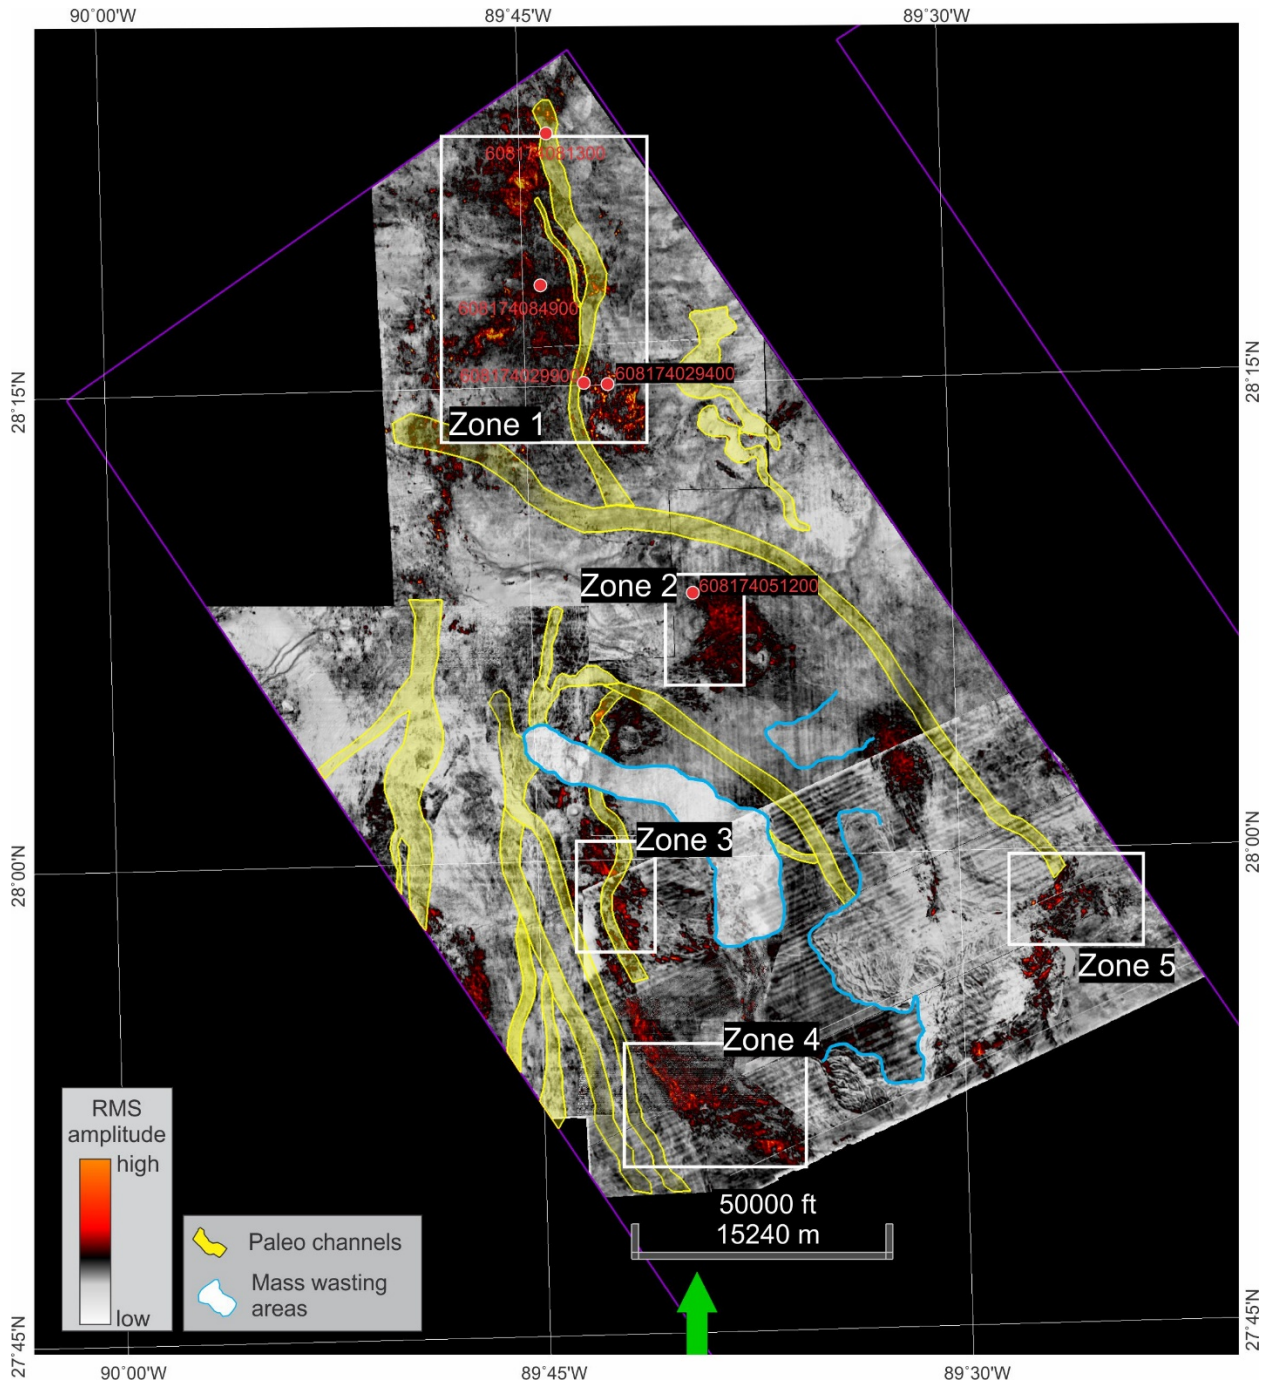 90°00'W 89°45'W 89°30'W
608174081300
608174084900
28°15'N 28°15'N
608174029900 608174029400
Zone 1
Zone 2 608174051200
Zone 3
28°00'N 28°00'N
Zone 5
Zone 4
RMS
amplitude
high
low
Paleo channels
Mass wasting
areas
50000 ft
15240 m
27°45'N 27°45'N
90°00'W 89°45'W 89°30'W